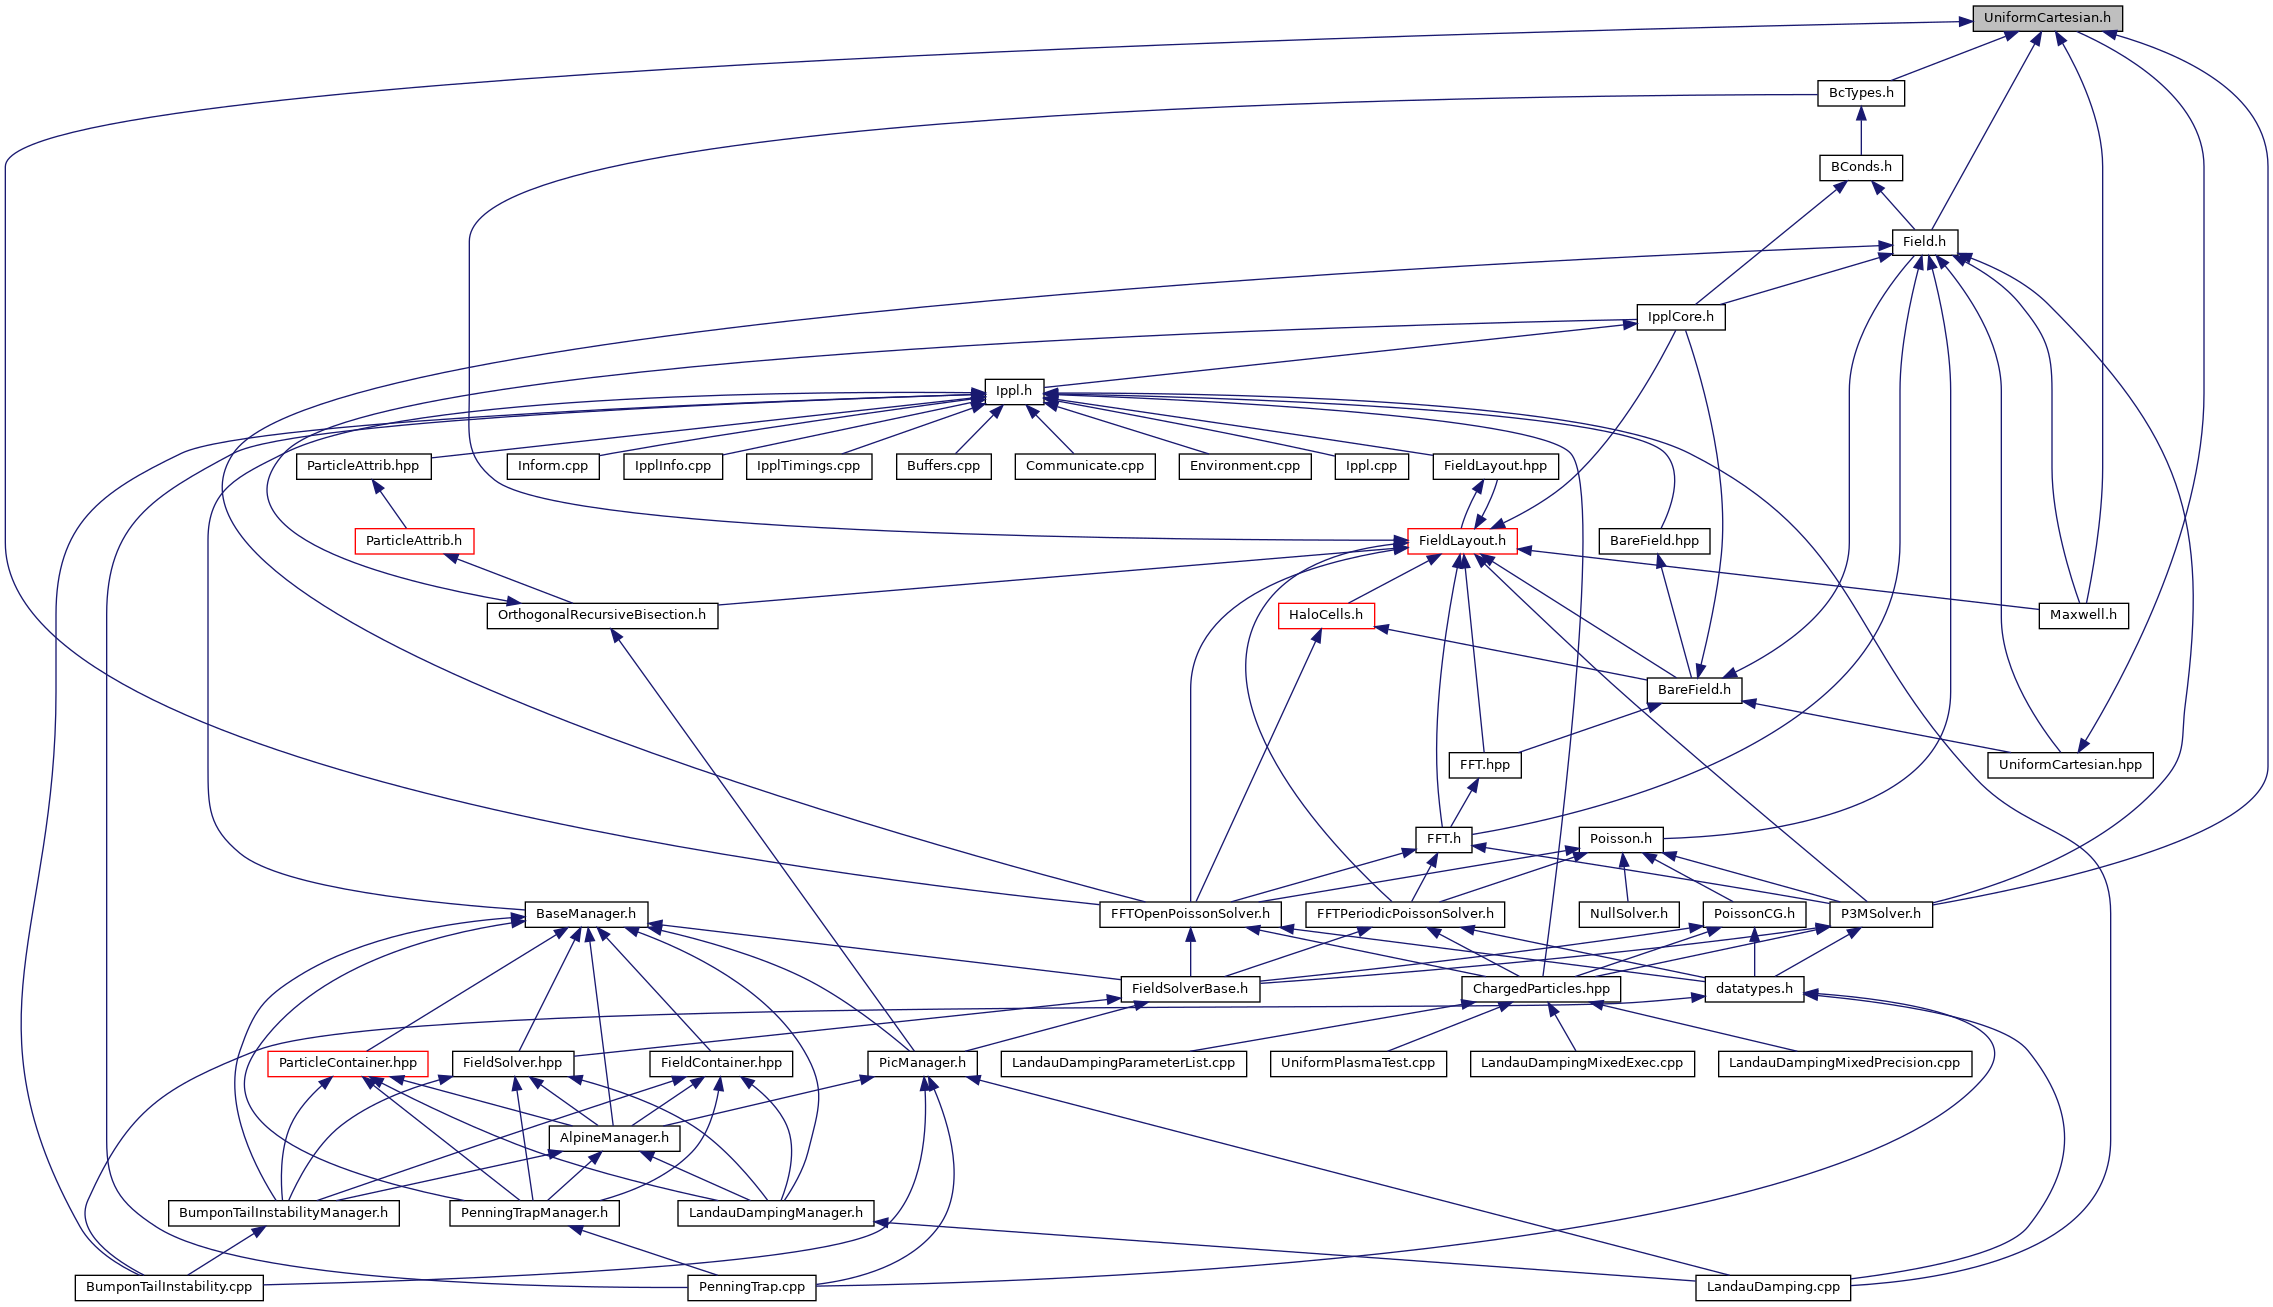 UniformCartesian.h
BcTypes.h
BConds.h
Field.h
IpplCore.h
Ippl.h
ParticleAttrib.hpp
Inform.cpp
IpplInfo.cpp
IpplTimings.cpp
Buffers.cpp
Communicate.cpp
Environment.cpp
Ippl.cpp
FieldLayout.hpp
ParticleAttrib.h
FieldLayout.h
BareField.hpp
OrthogonalRecursiveBisection.h
HaloCells.h
Maxwell.h
BareField.h
FFT.hpp
UniformCartesian.hpp
FFT.h
Poisson.h
BaseManager.h
FFTOpenPoissonSolver.h
FFTPeriodicPoissonSolver.h
NullSolver.h
PoissonCG.h
P3MSolver.h
FieldSolverBase.h
ChargedParticles.hpp
datatypes.h
ParticleContainer.hpp
FieldSolver.hpp
FieldContainer.hpp
PicManager.h
LandauDampingParameterList.cpp
UniformPlasmaTest.cpp
LandauDampingMixedExec.cpp
LandauDampingMixedPrecision.cpp
AlpineManager.h
BumponTailInstabilityManager.h
PenningTrapManager.h
LandauDampingManager.h
BumponTailInstability.cpp
PenningTrap.cpp
LandauDamping.cpp